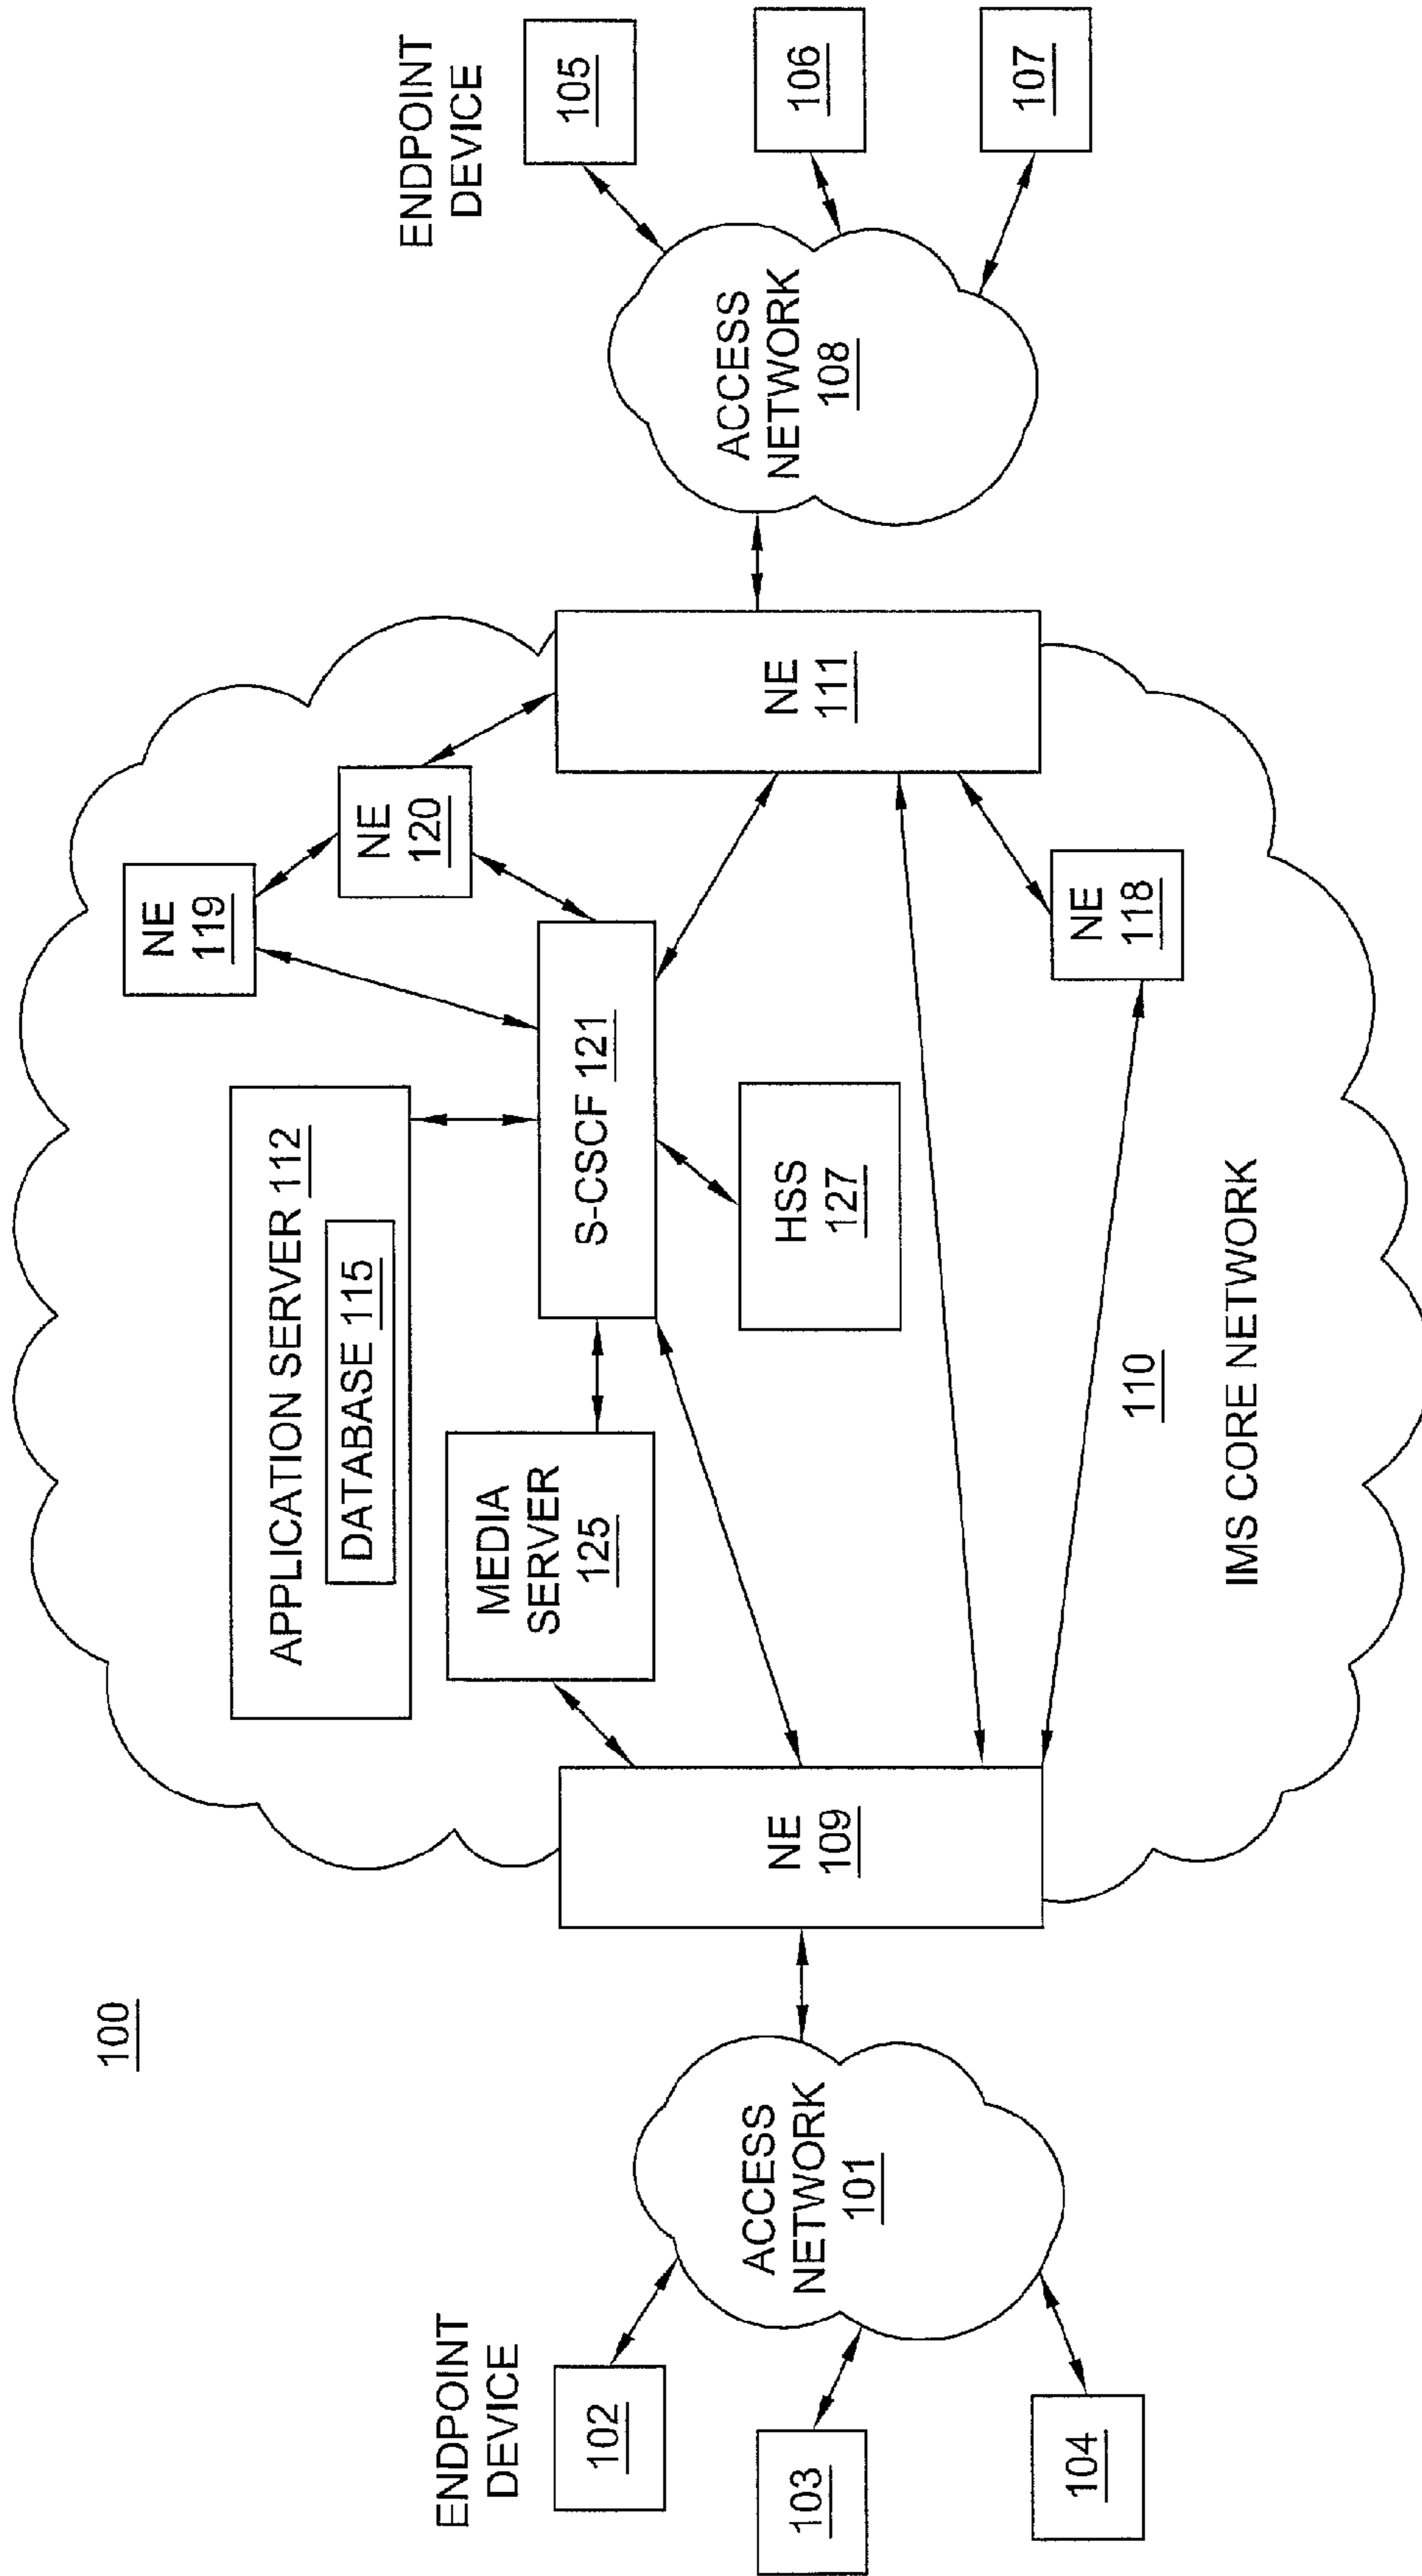 100
ENDPOINT
DEVICE
102
103
104
ACCESS
NETWORK
101
NE
109
APPLICATION SERVER 112
DATABASE 115
MEDIA
SERVER
125
S-CSCF 121
HSS
127
NE
119
NE
120
NE
118
110
IMS CORE NETWORK
NE
111
ACCESS
NETWORK
108
ENDPOINT
DEVICE
105
106
107